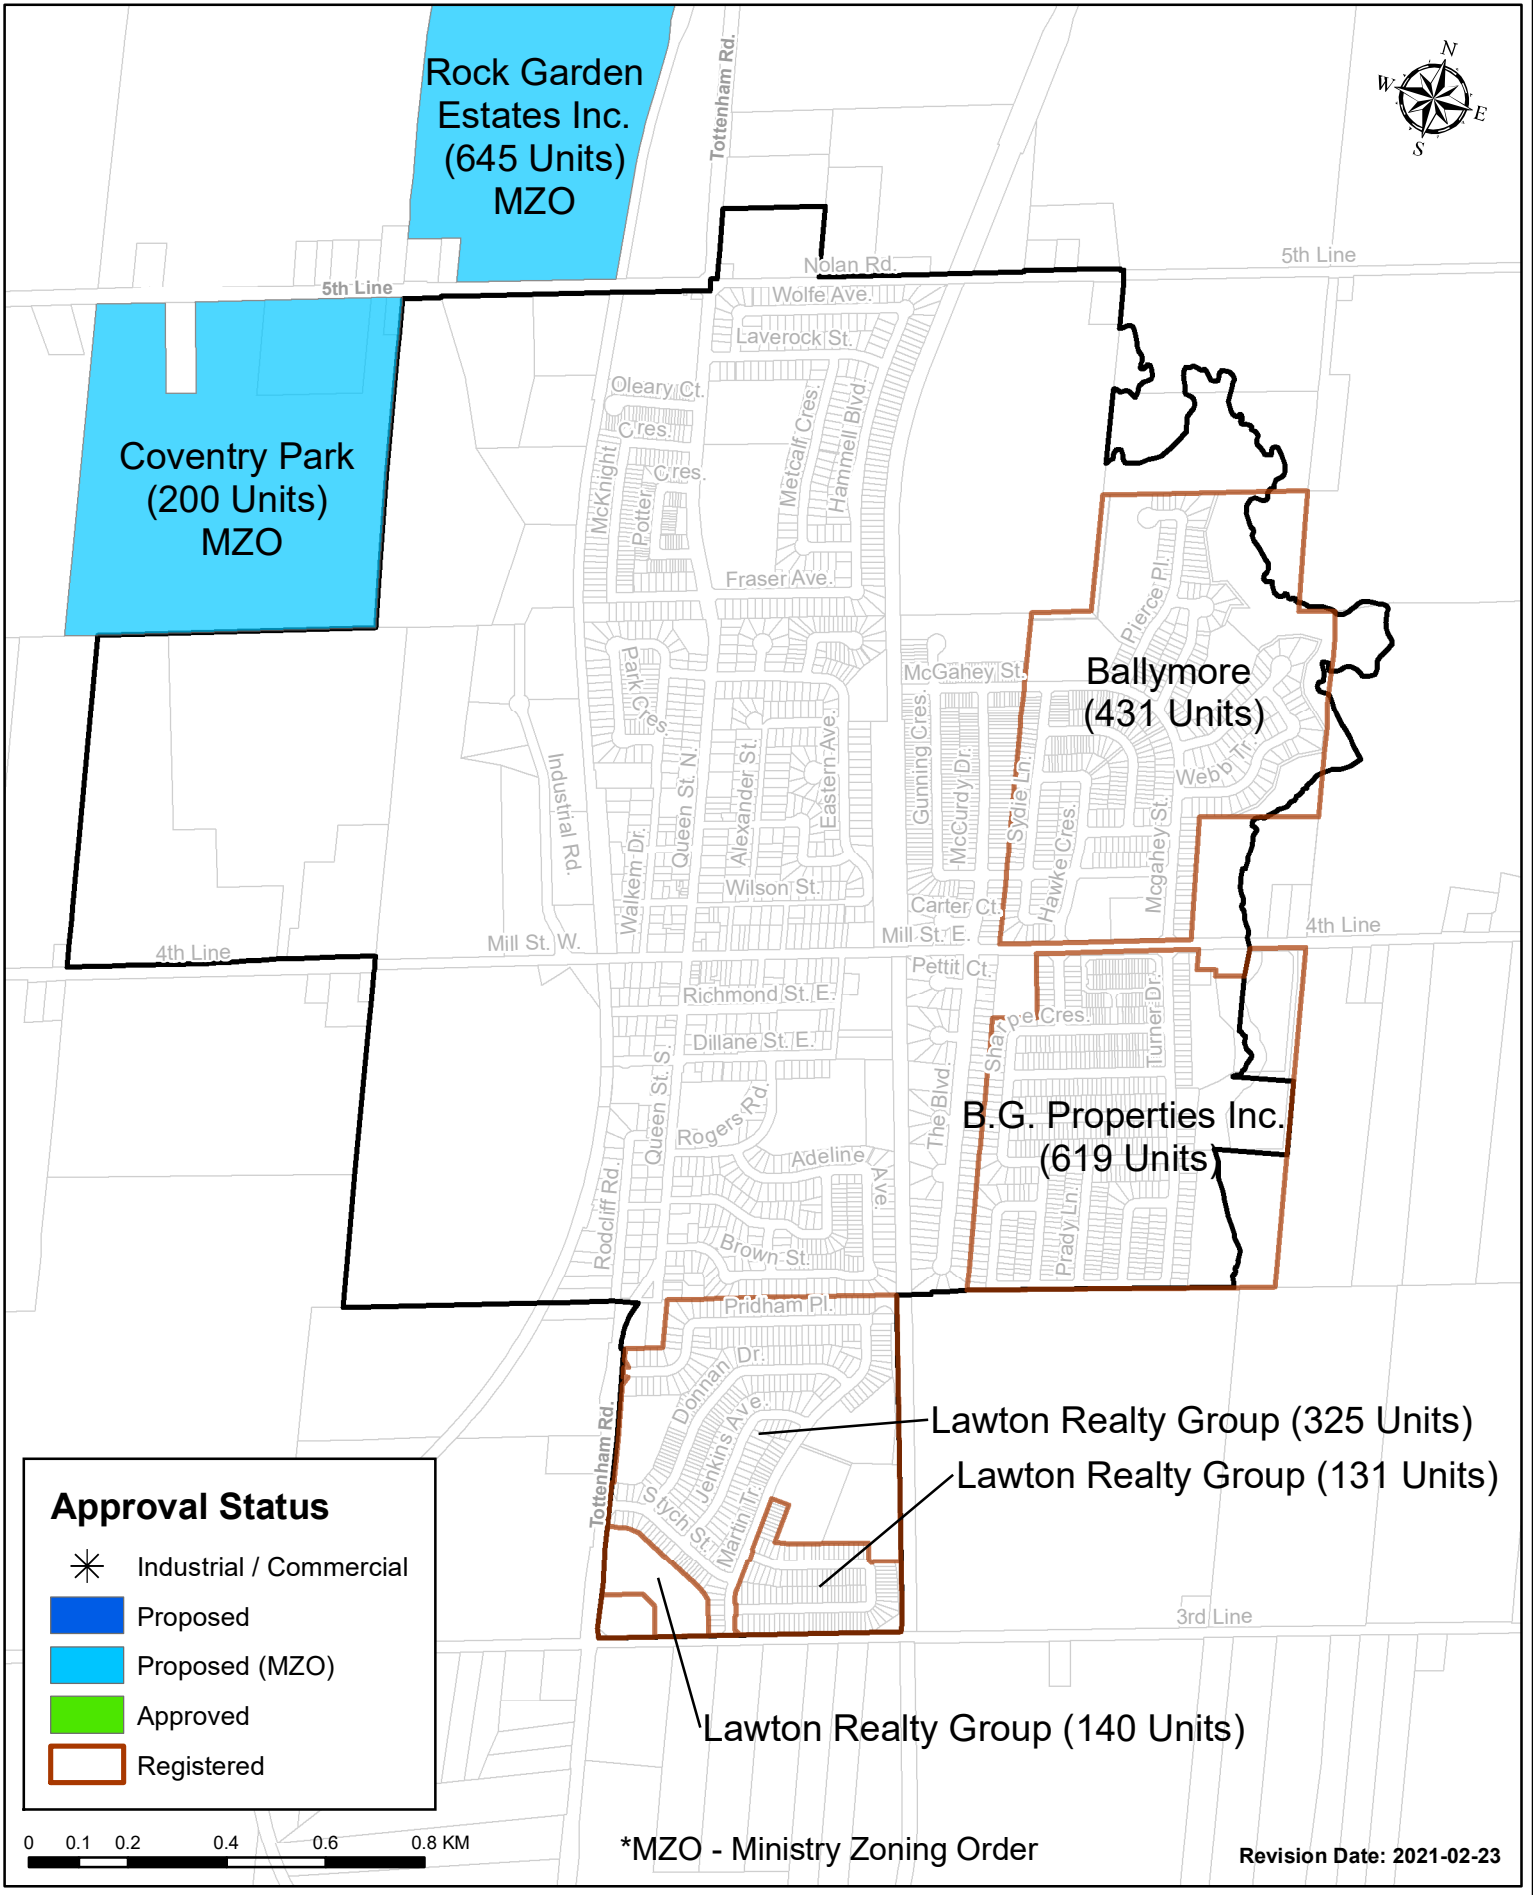 Rock Garden
Estates Inc.
(645 Units)
MZO
Tottenham Rd.
N
W
E
S
Nolan Rd.
5th Line
5th Line
Wolfe Ave.
Laverock St.
Oleary Ct.
Cres.
Cres.
McKnight
Potter
Metcalf Cres.
Hammell Blvd.
Coventry Park
(200 Units)
MZO
Fraser Ave.
Pierce Pl.
Park Cres.
McGahey St.
Ballymore
(431 Units)
Industrial Rd.
Queen St. N.
Alexander St.
Eastern Ave.
Gunning Cres.
McCurdy Dr.
Sydie Ln.
Hawke Cres.
Mcgahey St.
Webb Tr.
Walkem Dr.
Wilson St.
Carter Ct.
4th Line
Mill St. W.
Mill St. E.
4th Line
Pettit Ct.
Richmond St. E.
Sharpe Cres.
Turner Dr.
Dillane St. E.
Queen St. S.
Rogers Rd.
The Blvd.
B.G. Properties Inc.
(619 Units)
Adeline Ave.
Rodcliff Rd.
Brown St.
Prady Ln.
Pridham Pl.
Donnan Dr.
Jenkins Ave.
Lawton Realty Group (325 Units)
Lawton Realty Group (131 Units)
Tottenham Rd.
Stych St.
Martin Tr.
3rd Line
Lawton Realty Group (140 Units)
Approval Status
Industrial / Commercial
Proposed
Proposed (MZO)
Approved
Registered
0 0.1 0.2 0.4 0.6 0.8 KM
*MZO - Ministry Zoning Order
Revision Date: 2021-02-23